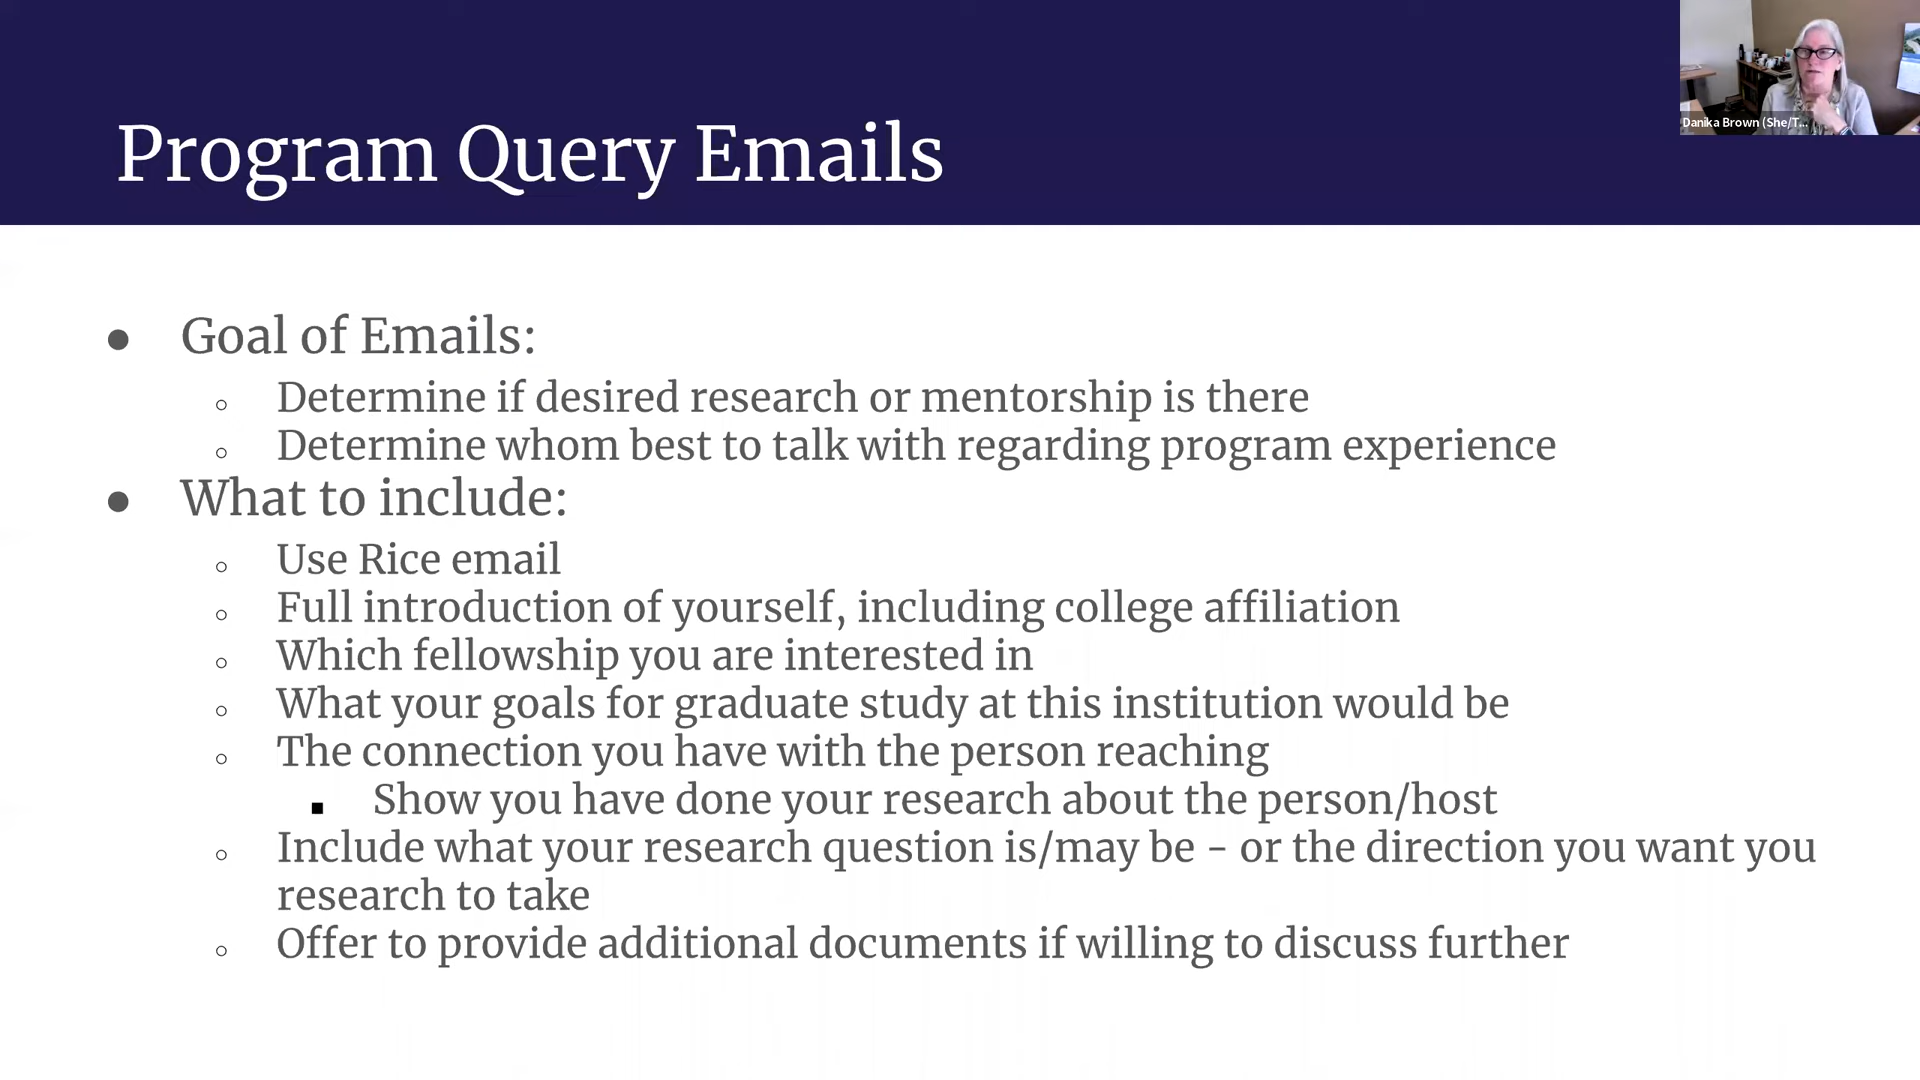 Program Query Emails
Danika Brown (She/T...
● Goal of Emails:
○ Determine if desired research or mentorship is there
○ Determine whom best to talk with regarding program experience
● What to include:
○ Use Rice email
○ Full introduction of yourself, including college affiliation
○ Which fellowship you are interested in
○ What your goals for graduate study at this institution would be
○ The connection you have with the person reaching
■ Show you have done your research about the person/host
○ Include what your research question is/may be - or the direction you want you
research to take
○ Offer to provide additional documents if willing to discuss further